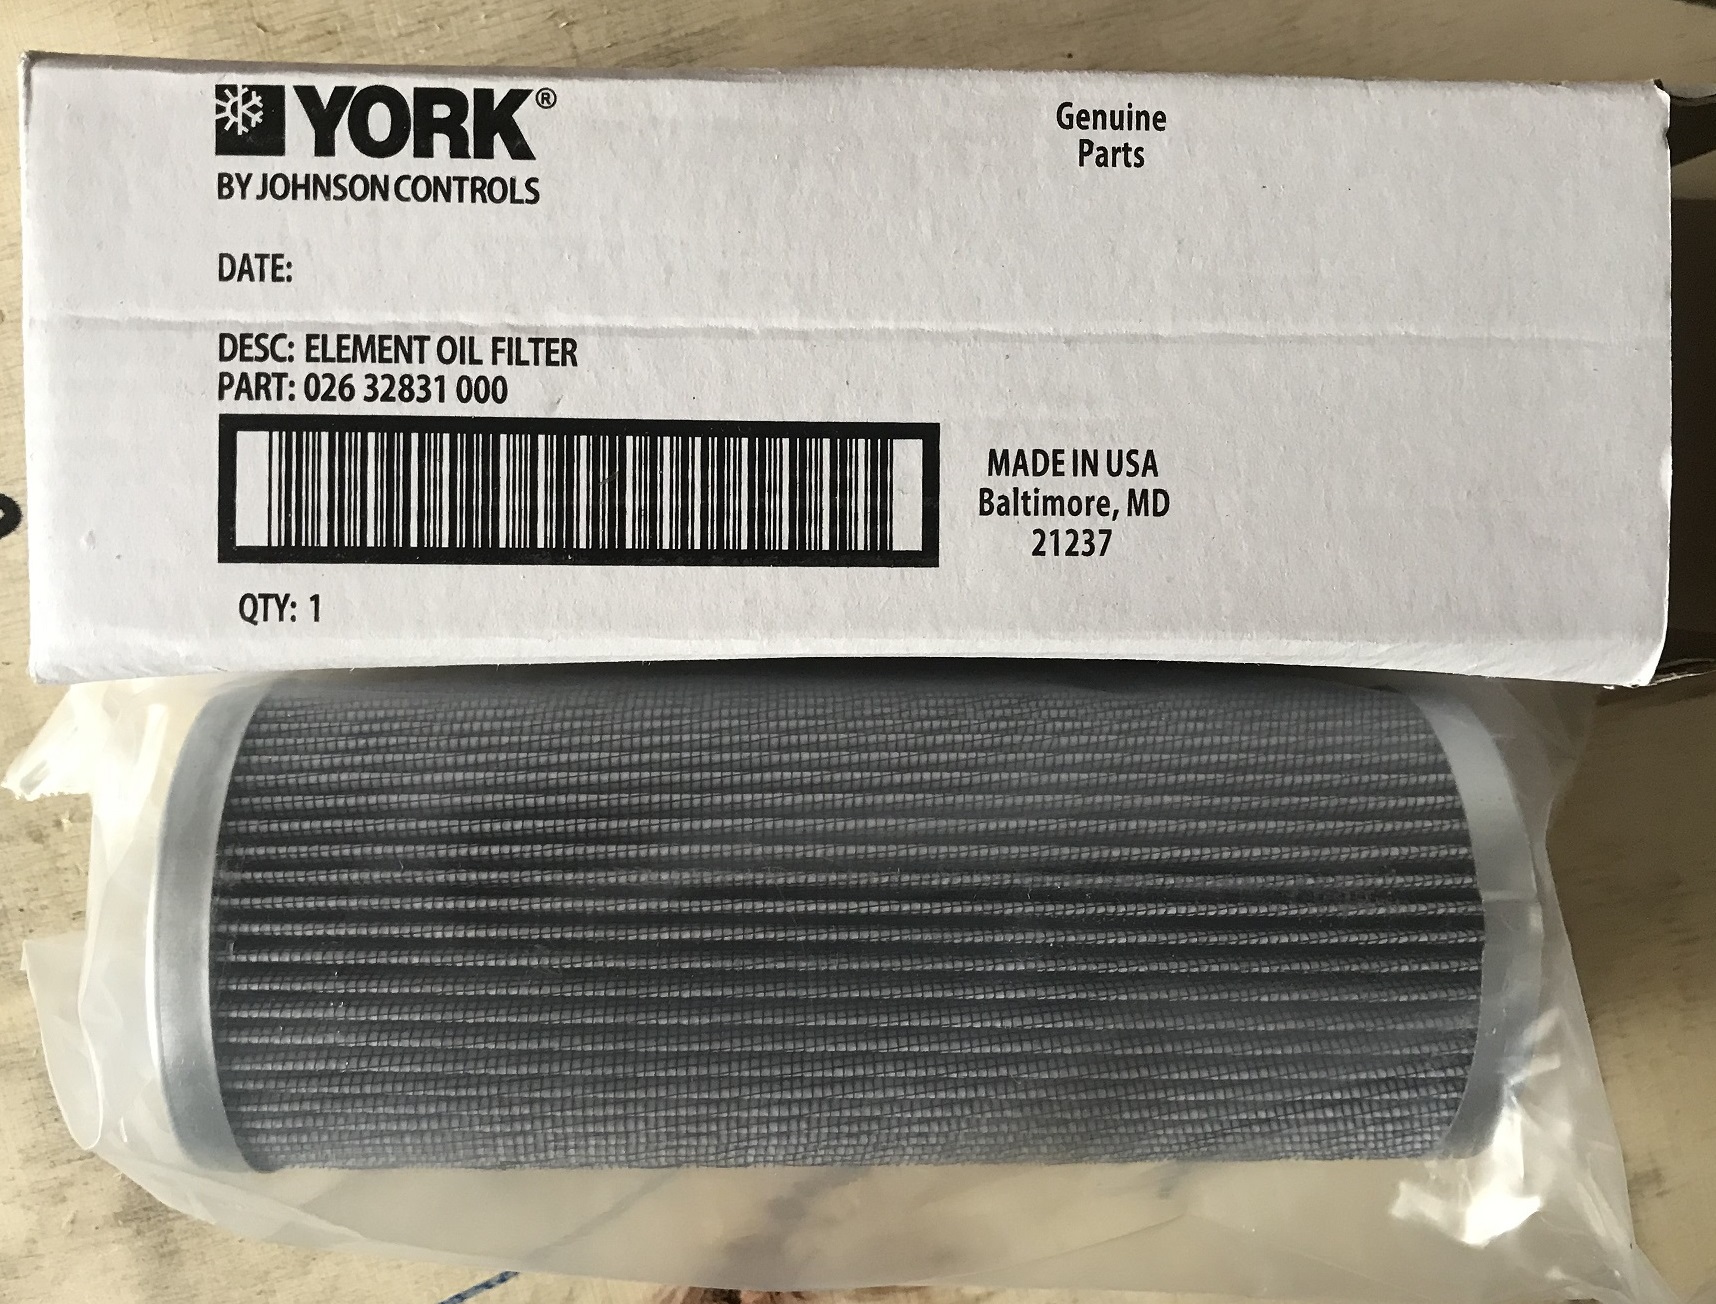 YORK®
BY JOHNSON CONTROLS
Genuine
Parts
DATE:
DESC: ELEMENT OIL FILTER
PART: 026 32831 000
MADE IN USA
Baltimore, MD
21237
QTY: 1